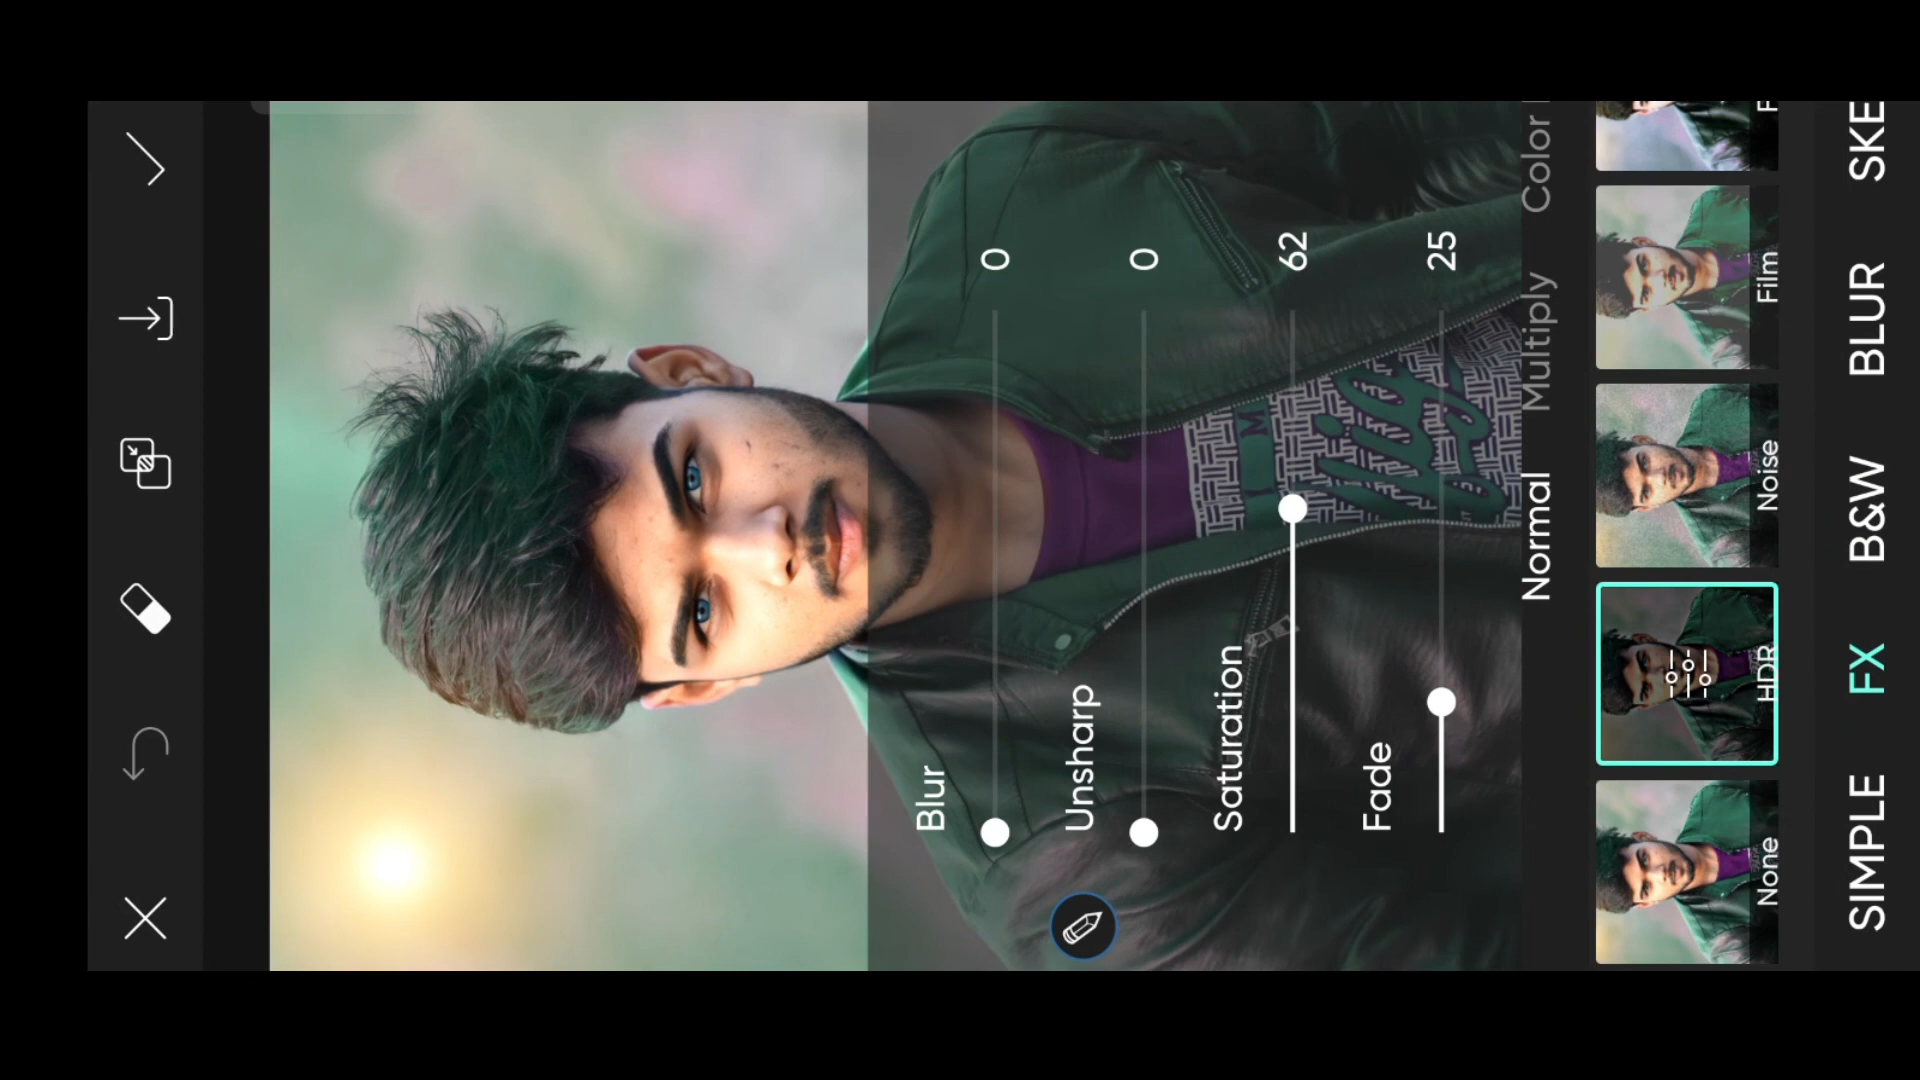 Blur 0
Unsharp 0
Saturation 62
Fade 25
Normal Multiply Color
None HDR Noise Film
SIMPLE FX B&W BLUR SKE